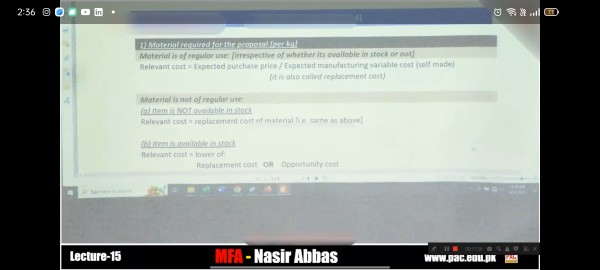 2:36
1) Material required for the proposal [per kg]
Material is of regular use: [irrespective of whether its available in stock or not]
Relevant cost = Expected purchase price / Expected manufacturing variable cost (self made)
(it is also called replacement cost)
Material is not of regular use:
(a) Item is NOT available in stock
Relevant cost = replacement cost of material [i.e. same as above]
(b) Item is available in stock
Relevant cost = lower of:
Replacement cost OR Opportunity cost
Lecture-15
MFA - Nasir Abbas
www.pac.edu.pk
PAC